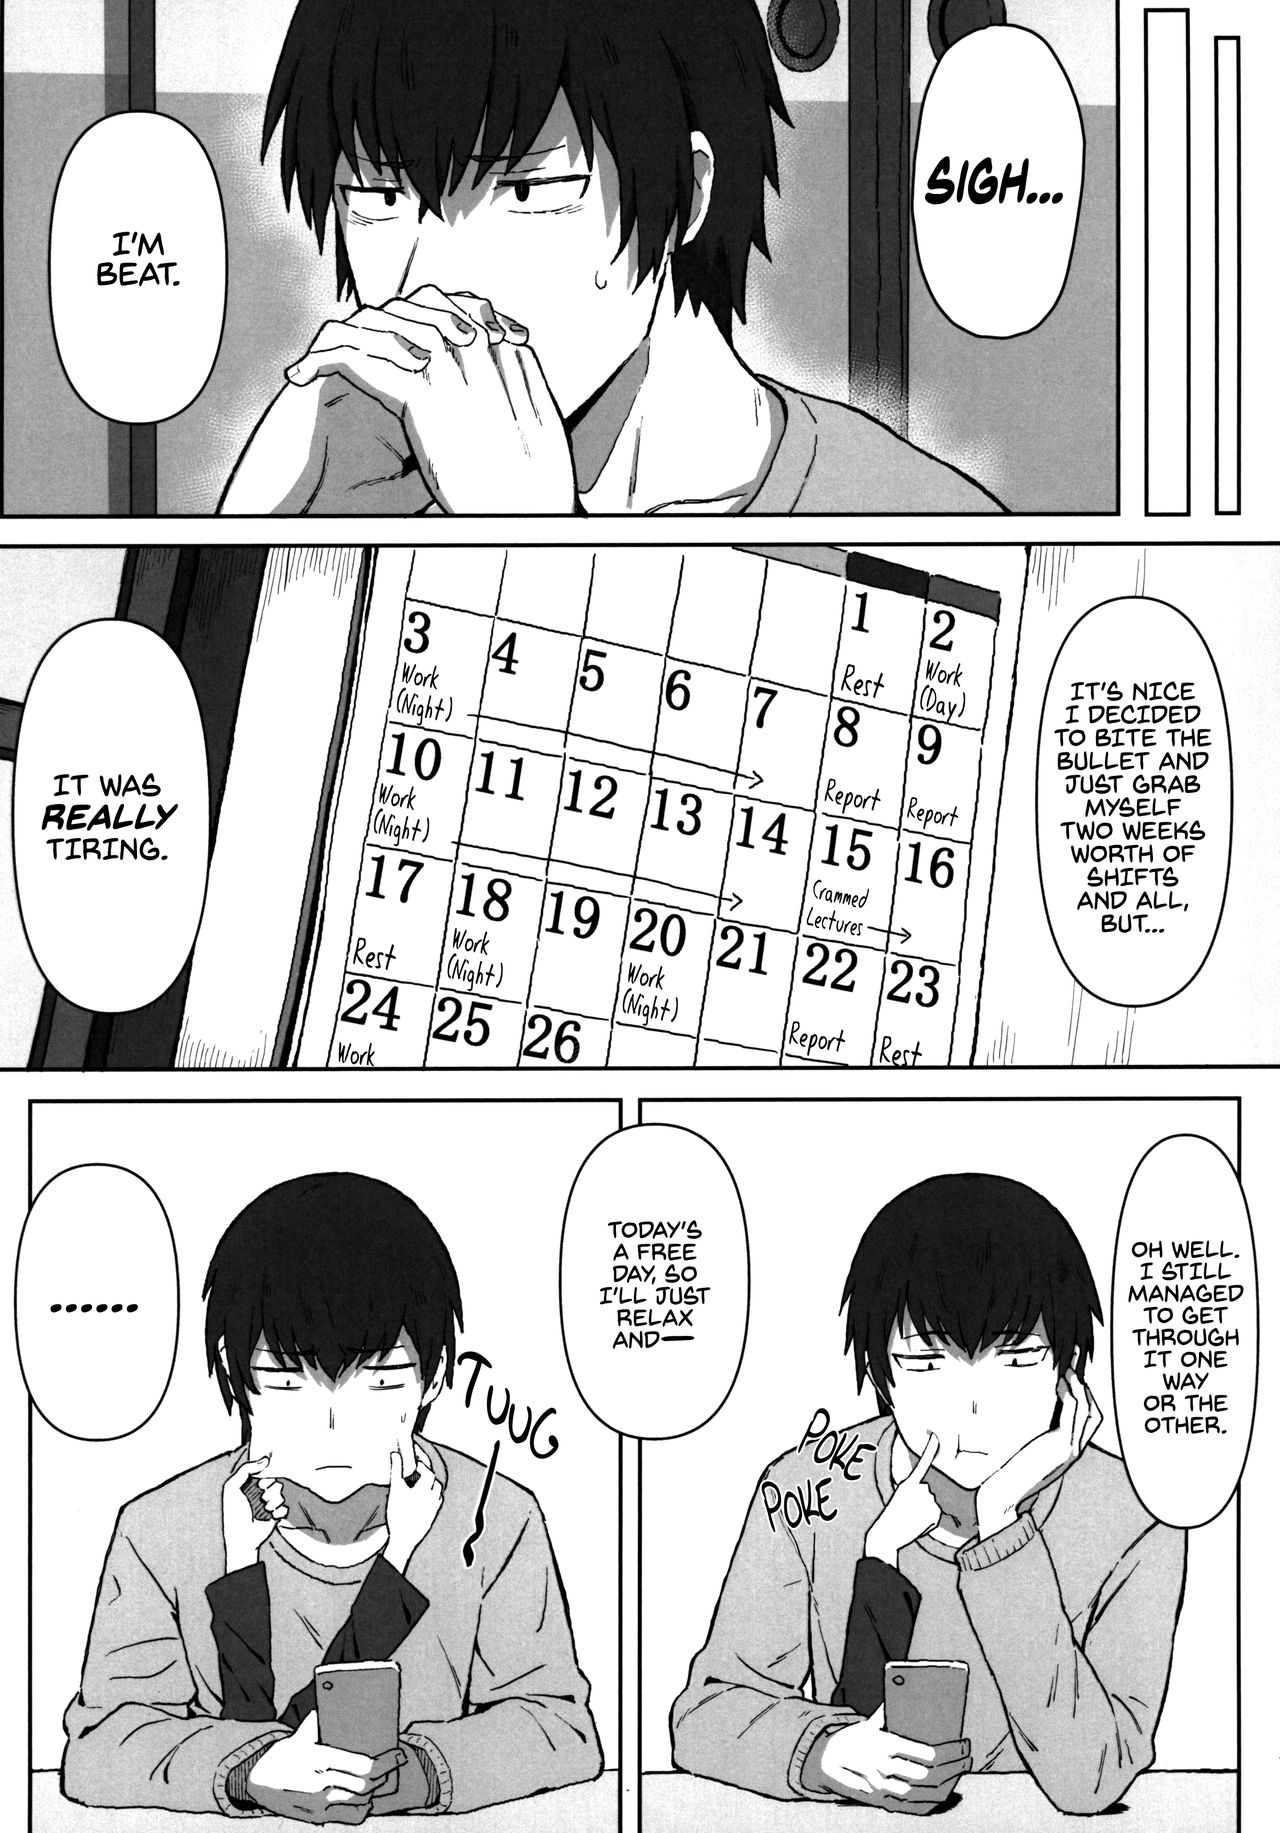 SIGH...
I'M
BEAT.
IT'S NICE
I DECIDED
TO BITE THE
BULLET AND
JUST GRAB
MYSELF
TWO WEEKS
WORTH OF
SHIFTS
AND ALL,
BUT...
1 2
Rest Work
(Day)
3 4 5 6 7 8 9
Work
(Night)
Report Report
10 11 12 13 14 15 16
Work
(Night)
Crammed
Lectures
17 18 19 20 21 22 23
Rest Work
(Night)
Work
(Night)
Report Rest
24 25 26
Work
IT WAS
REALLY
TIRING.
OH WELL.
I STILL
MANAGED
TO GET
THROUGH
IT ONE
WAY
OR THE
OTHER.
POKE
POKE
TODAY'S
A FREE
DAY, SO
I'LL JUST
RELAX
AND—
TUUG
......